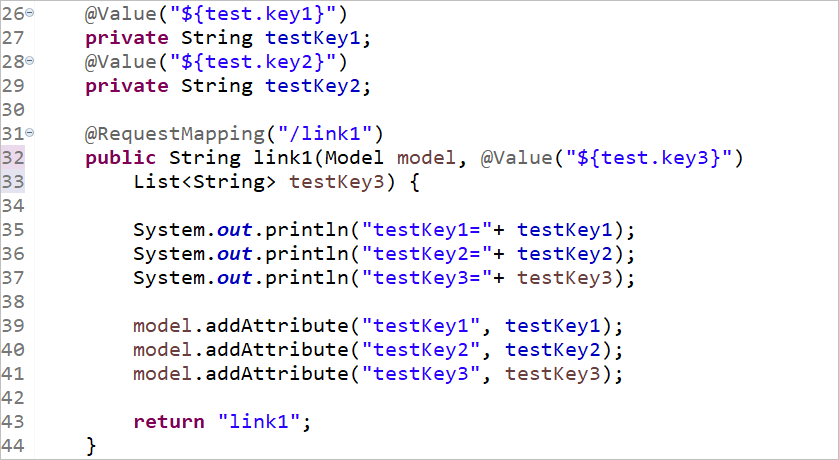 26 @Value("${test.key1}")
27 private String testKey1;
28 @Value("${test.key2}")
29 private String testKey2;
30
31 @RequestMapping("/link1")
32 public String link1(Model model, @Value("${test.key3}")
33     List<String> testKey3) {
34
35     System.out.println("testKey1="+ testKey1);
36     System.out.println("testKey2="+ testKey2);
37     System.out.println("testKey3="+ testKey3);
38
39     model.addAttribute("testKey1", testKey1);
40     model.addAttribute("testKey2", testKey2);
41     model.addAttribute("testKey3", testKey3);
42
43     return "link1";
44 }